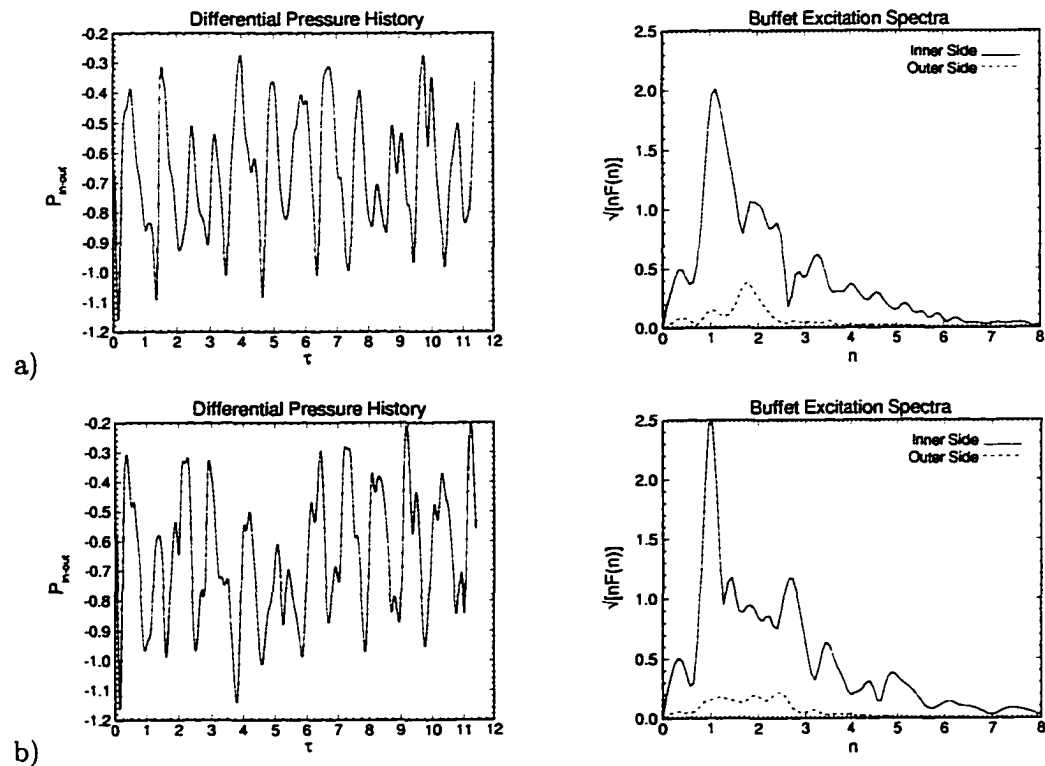 Differential Pressure History
-0.2
-0.3
-0.4
-0.5
-0.6
-0.7
-0.8
-0.9
-1.0
-1.1
-1.2
P in-out
0 1 2 3 4 5 6 7 8 9 10 11 12
τ
Buffet Excitation Spectra
Inner Side
Outer Side
2.5
2.0
1.5
1.0
0.5
0.0
√[nF(n)]
0 1 2 3 4 5 6 7 8
n
a)
Differential Pressure History
-0.2
-0.3
-0.4
-0.5
-0.6
-0.7
-0.8
-0.9
-1.0
-1.1
-1.2
P in-out
0 1 2 3 4 5 6 7 8 9 10 11 12
τ
Buffet Excitation Spectra
Inner Side
Outer Side
2.5
2.0
1.5
1.0
0.5
0.0
√[nF(n)]
0 1 2 3 4 5 6 7 8
n
b)